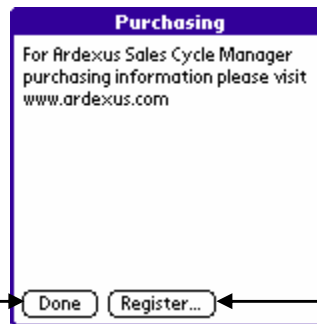 Purchasing
For Ardexus Sales Cycle Manager
purchasing information please visit
www.ardexus.com
Done Register...